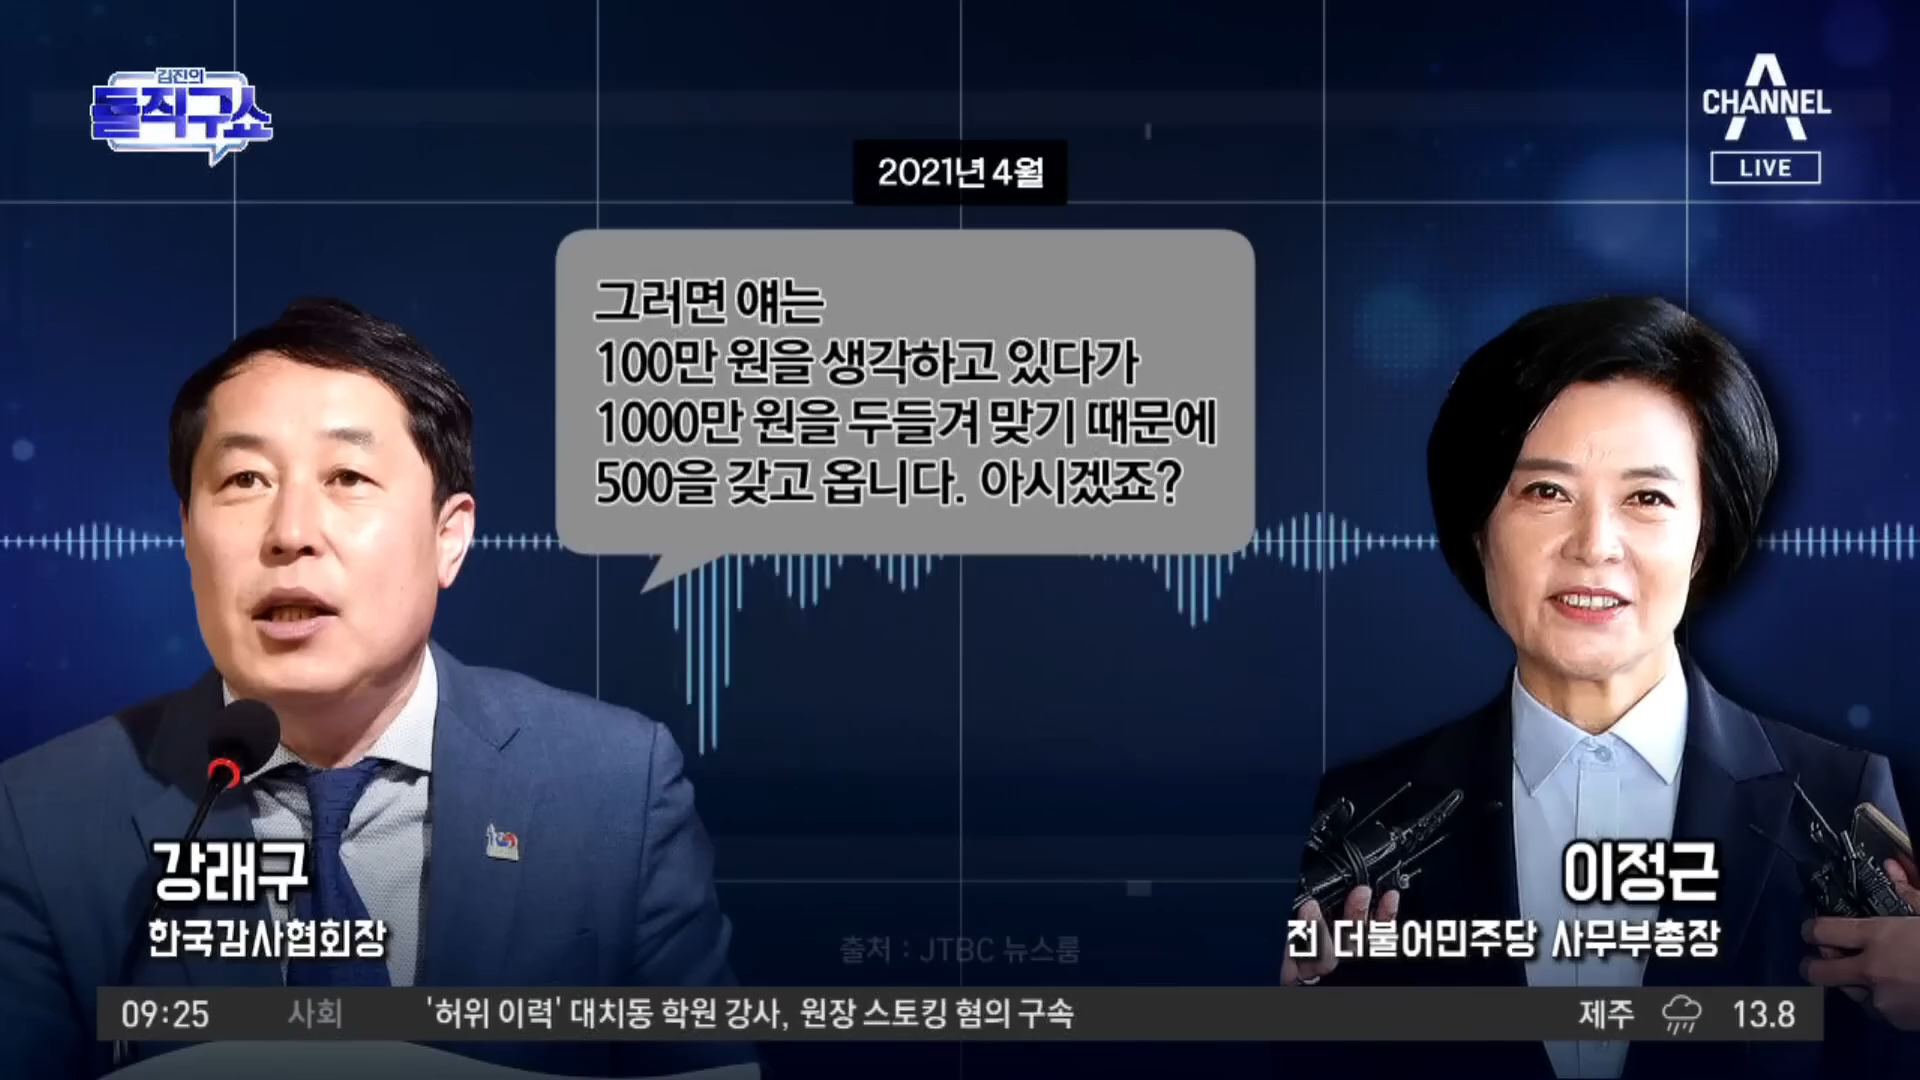 김진의
돌직구쇼
CHANNEL A
LIVE
2021년 4월
그러면 얘는
100만 원을 생각하고 있다가
1000만 원을 두들겨 맞기 때문에
500을 갖고 옵니다. 아시겠죠?
강래구
한국감사협회장
이정근
전 더불어민주당 사무부총장
출처 : JTBC 뉴스룸
09:25 사회 '허위 이력' 대치동 학원 강사, 원장 스토킹 혐의 구속 제주 13.8